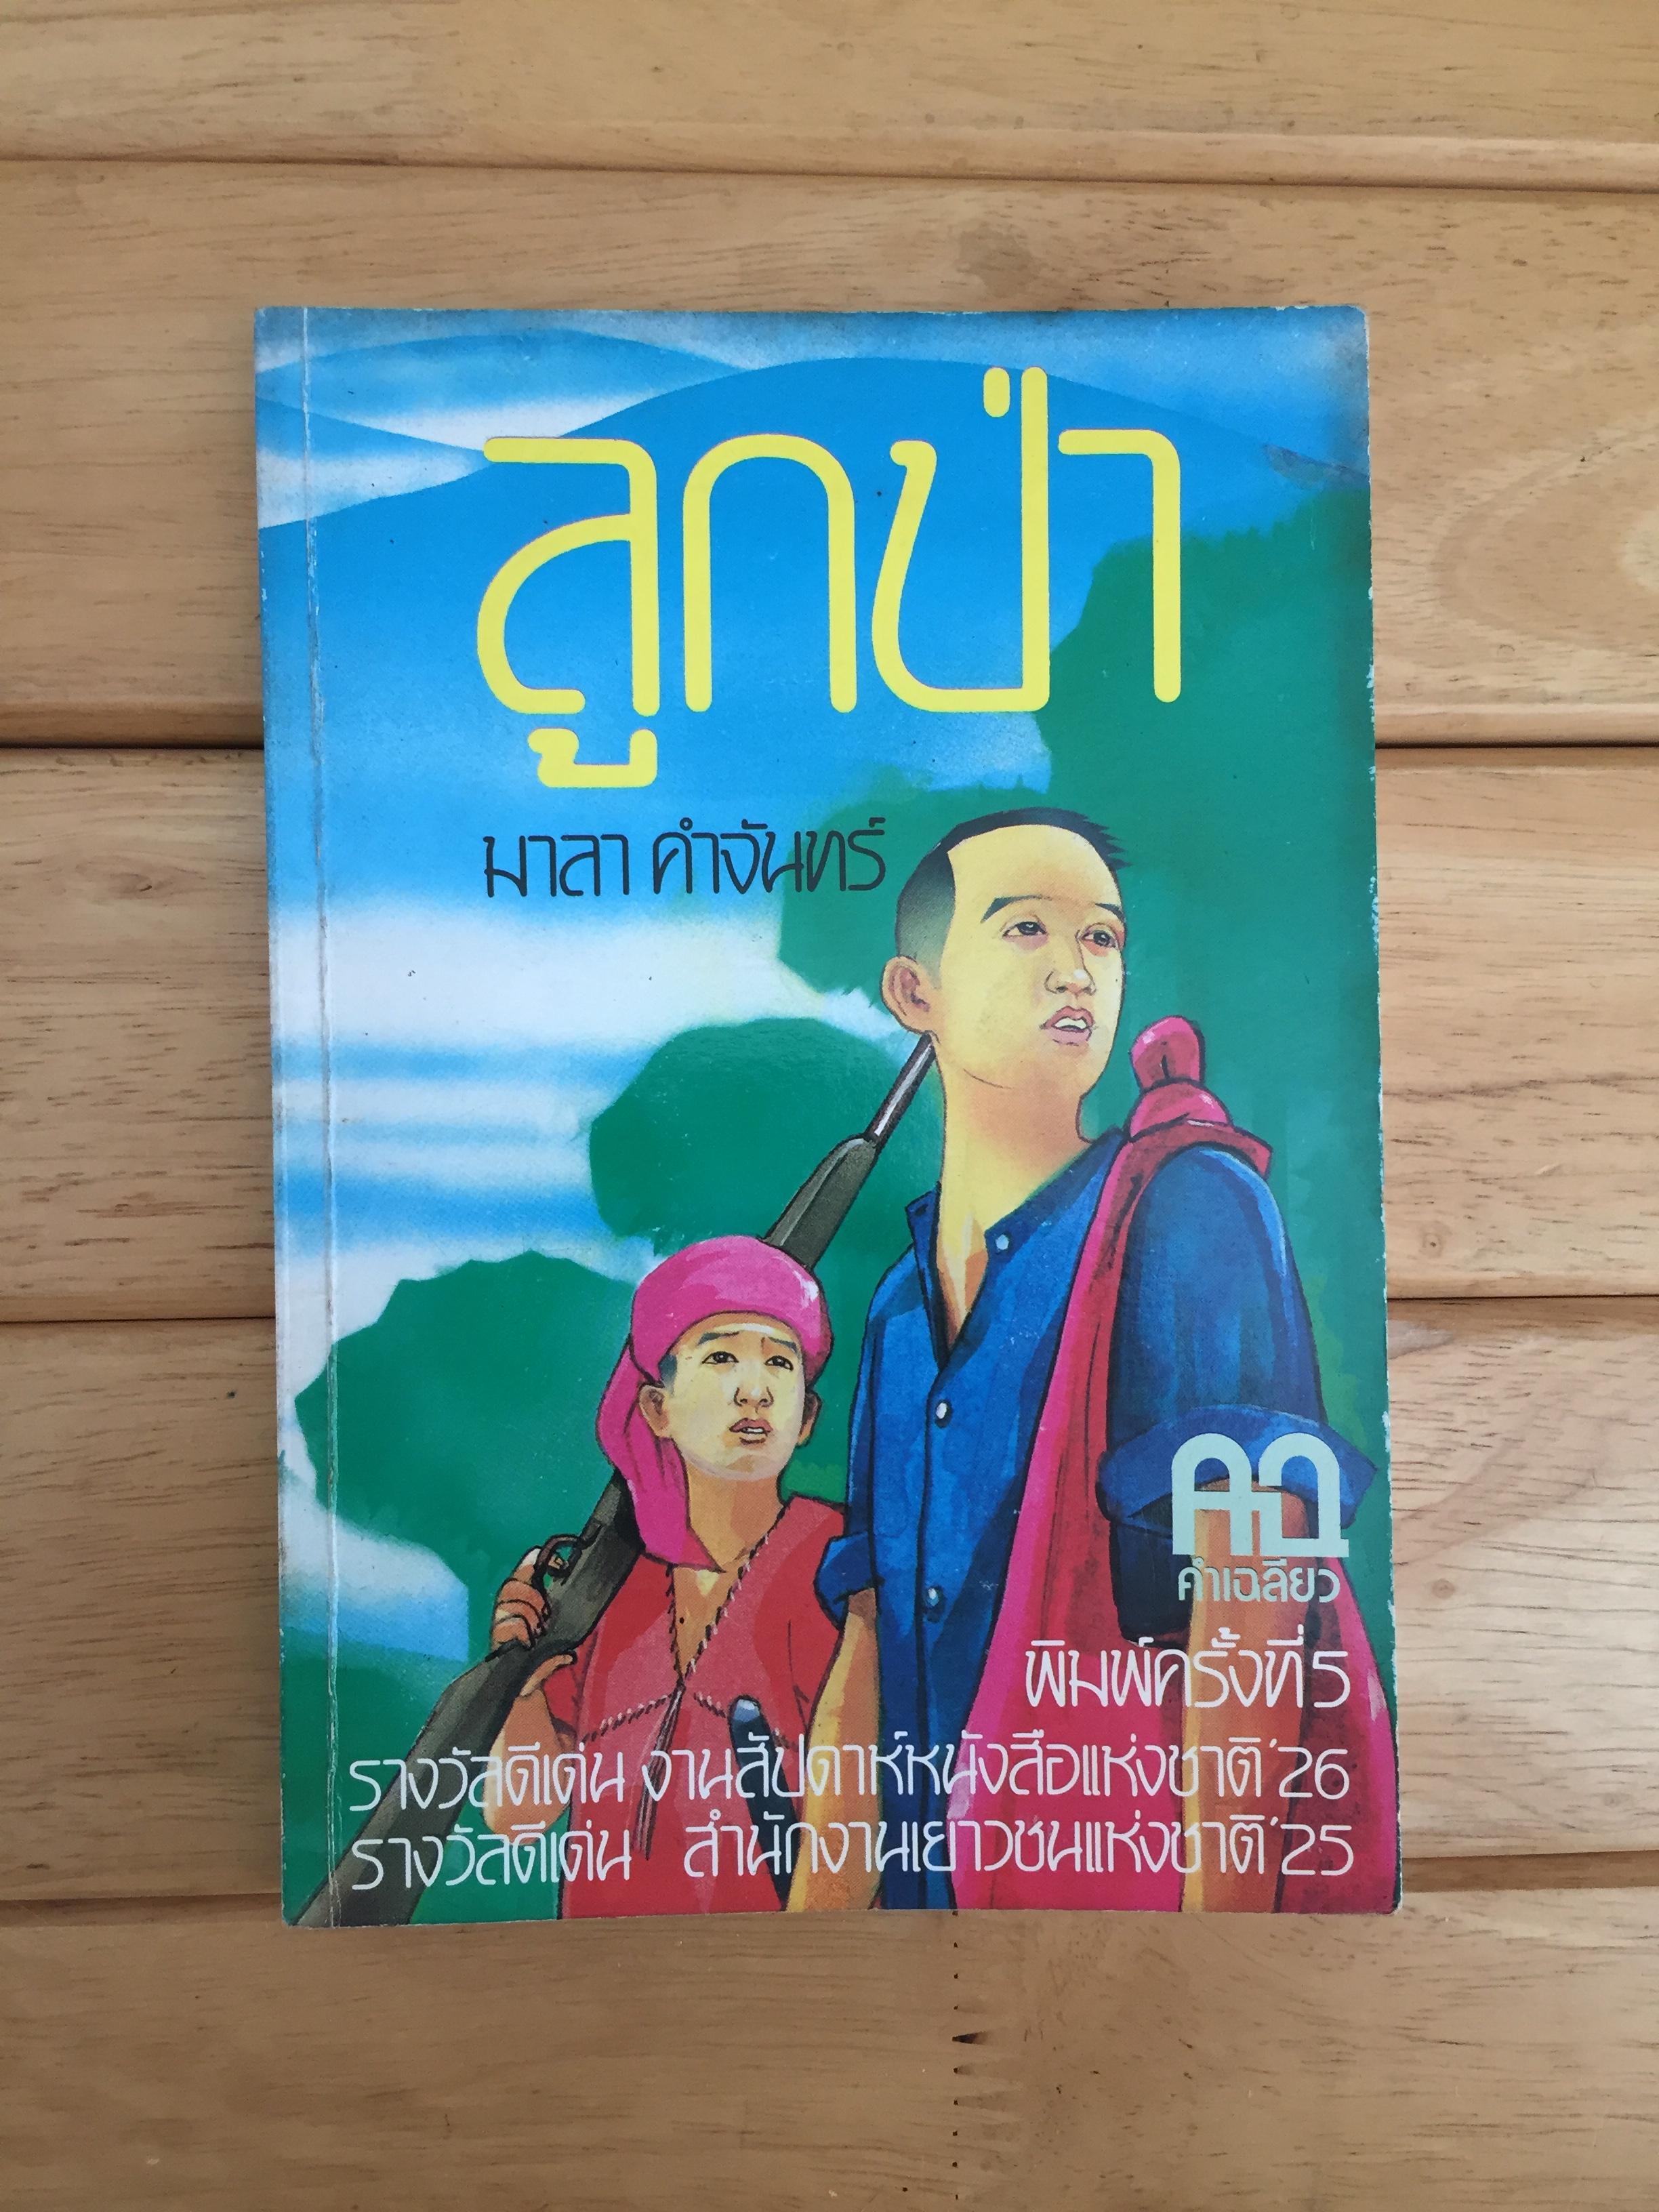 ลูกป่า
มาลา คำจันทร์
คำเฉลียว
พิมพ์ครั้งที่ 5
รางวัลดีเด่น งานสัปดาห์หนังสือแห่งชาติ '26
รางวัลดีเด่น สำนักงานเยาวชนแห่งชาติ '25